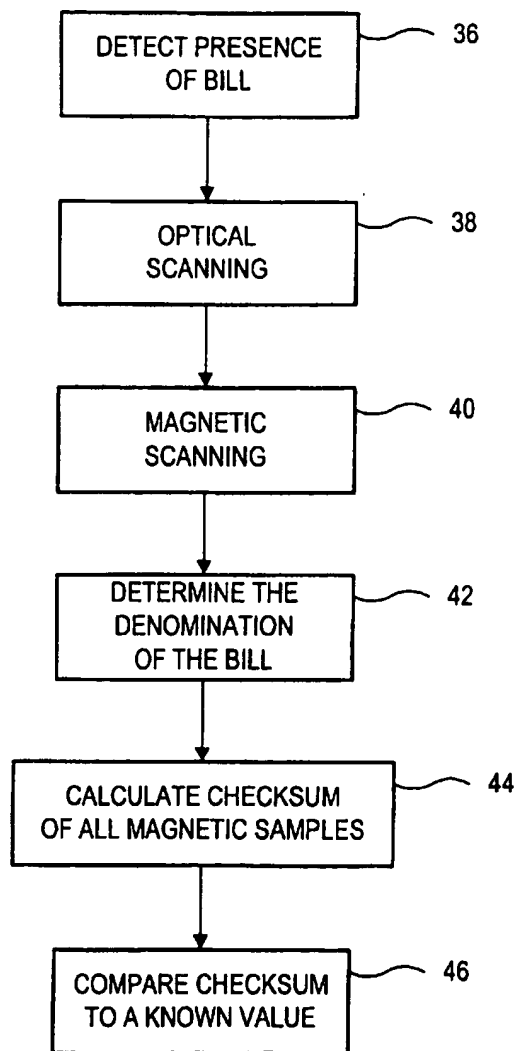 DETECT PRESENCE
OF BILL
36
OPTICAL
SCANNING
38
MAGNETIC
SCANNING
40
DETERMINE THE
DENOMINATION
OF THE BILL
42
CALCULATE CHECKSUM
OF ALL MAGNETIC SAMPLES
44
COMPARE CHECKSUM
TO A KNOWN VALUE
46